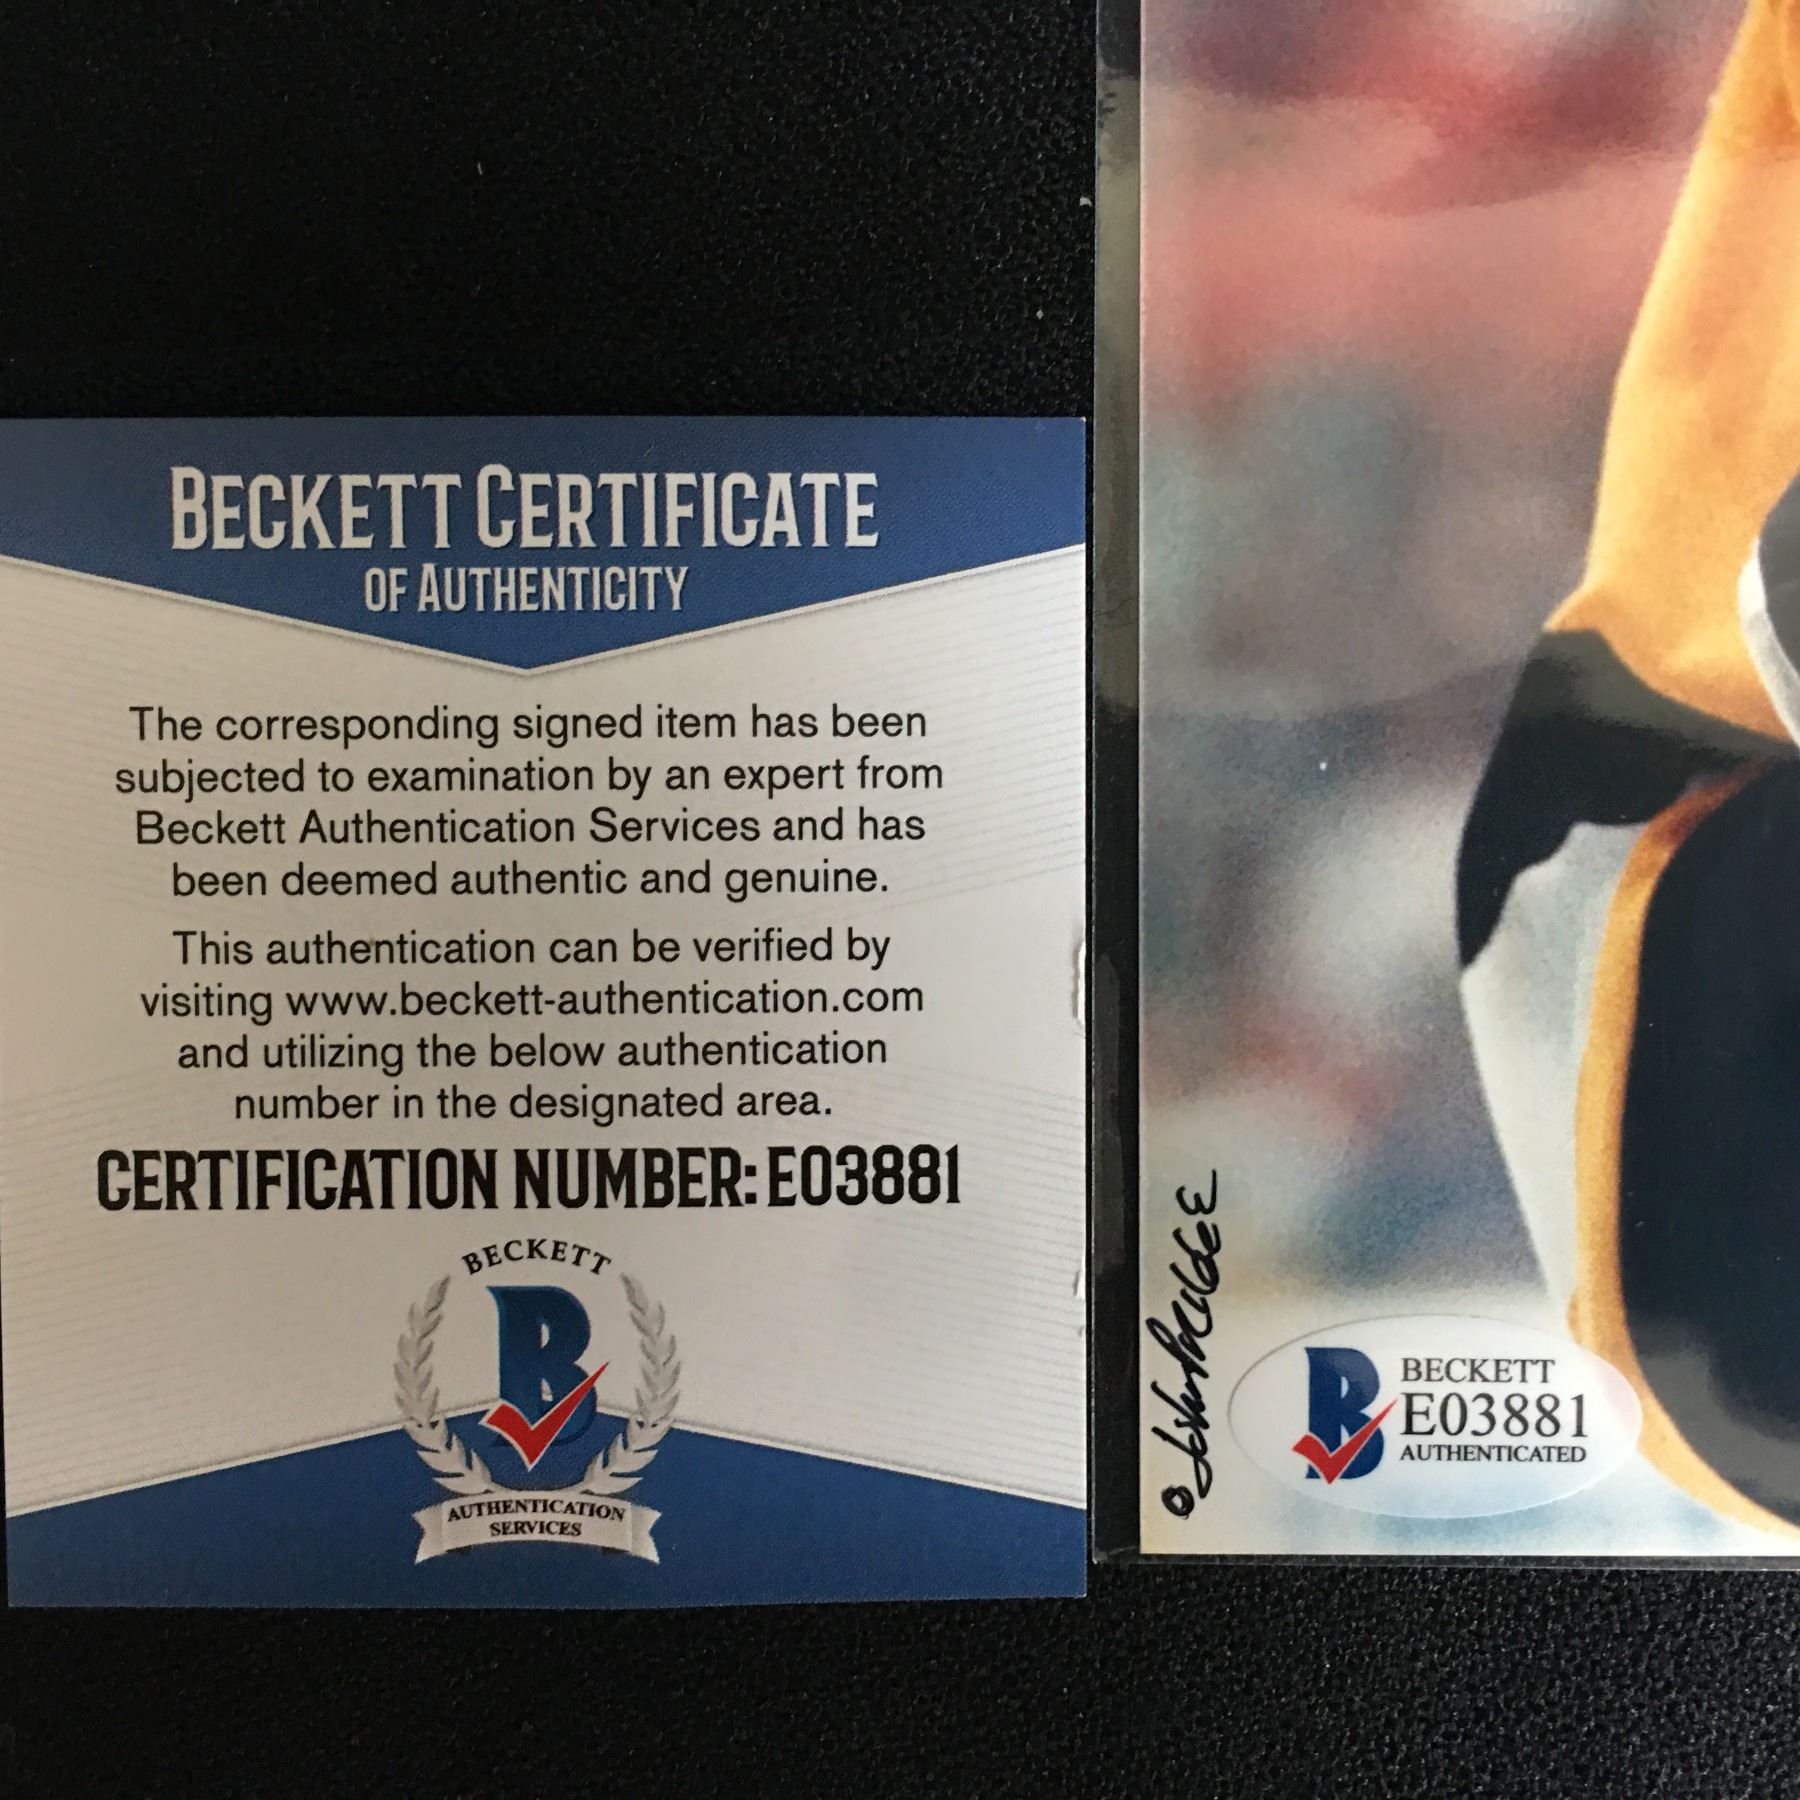 BECKETT CERTIFICATE
OF AUTHENTICITY
The corresponding signed item has been
subjected to examination by an expert from
Beckett Authentication Services and has
been deemed authentic and genuine.
This authentication can be verified by
visiting www.beckett-authentication.com
and utilizing the below authentication
number in the designated area.
CERTIFICATION NUMBER: E03881
BECKETT
B
AUTHENTICATION
SERVICES
B
BECKETT
E03881
AUTHENTICATED